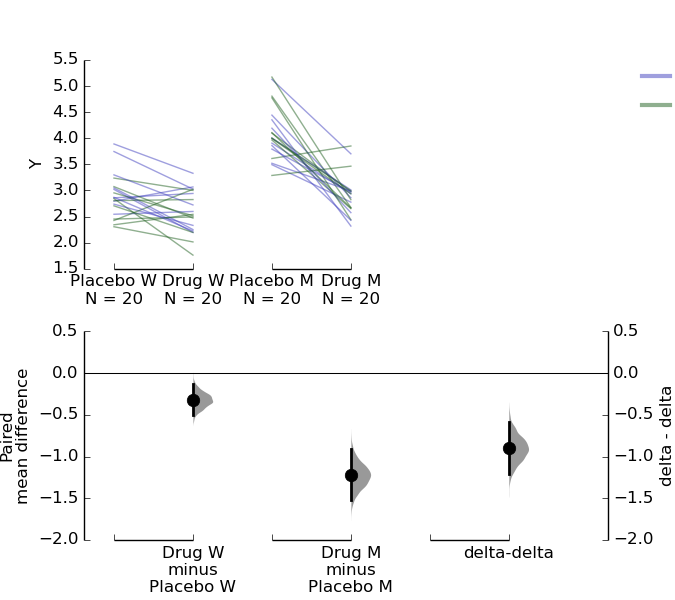 5.5
5.0
4.5
4.0
3.5
3.0
2.5
2.0
1.5
Y
Placebo W Drug W Placebo M Drug M
N = 20 N = 20 N = 20 N = 20
0.5
0.0
−0.5
−1.0
−1.5
−2.0
Paired
mean difference
0.5
0.0
−0.5
−1.0
−1.5
−2.0
delta - delta
Drug W
minus
Placebo W
Drug M
minus
Placebo M
delta-delta